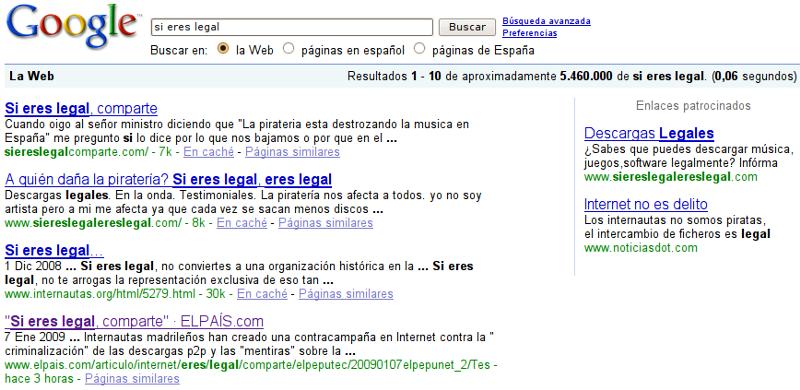 Google™
si eres legal
Buscar
Búsqueda avanzada
Preferencias
Buscar en: la Web páginas en español páginas de España
La Web
Resultados 1 - 10 de aproximadamente 5.460.000 de si eres legal. (0,06 segundos)
Si eres legal, comparte
Cuando oigo al señor ministro diciendo que "La pirateria esta destrozando la musica en
España" me pregunto si lo dice por lo que nos bajamos o por que en el ...
siereslegalcomparte.com/ - 7k - En caché - Páginas similares
A quién daña la piratería? Si eres legal, eres legal
Descargas legales. En la onda. Testimoniales. La piratería nos afecta a todos. yo no soy
artista pero a mi me afecta ya que cada vez se sacan menos discos ...
www.siereslegalereslegal.com/ - 8k - En caché - Páginas similares
Si eres legal...
1 Dic 2008 ... Si eres legal, no conviertes a una organización histórica en la ... Si eres
legal, no te arrogas la representación exclusiva de eso tan ...
www.internautas.org/html/5279.html - 30k - En caché - Páginas similares
"Si eres legal, comparte" · ELPAÍS.com
7 Ene 2009 ... Internautas madrileños han creado una contracampaña en Internet contra la "
criminalización" de las descargas p2p y las "mentiras" sobre la ...
www.elpais.com/articulo/internet/eres/legal/comparte/elpeputec/20090107elpepunet_2/Tes -
hace 3 horas - Páginas similares
Enlaces patrocinados
Descargas Legales
¿Sabes que puedes descargar música,
juegos,software legalmente? Infórma
www.siereslegalereslegal.com
Internet no es delito
Los internautas no somos piratas,
el intercambio de ficheros es legal
www.noticiasdot.com